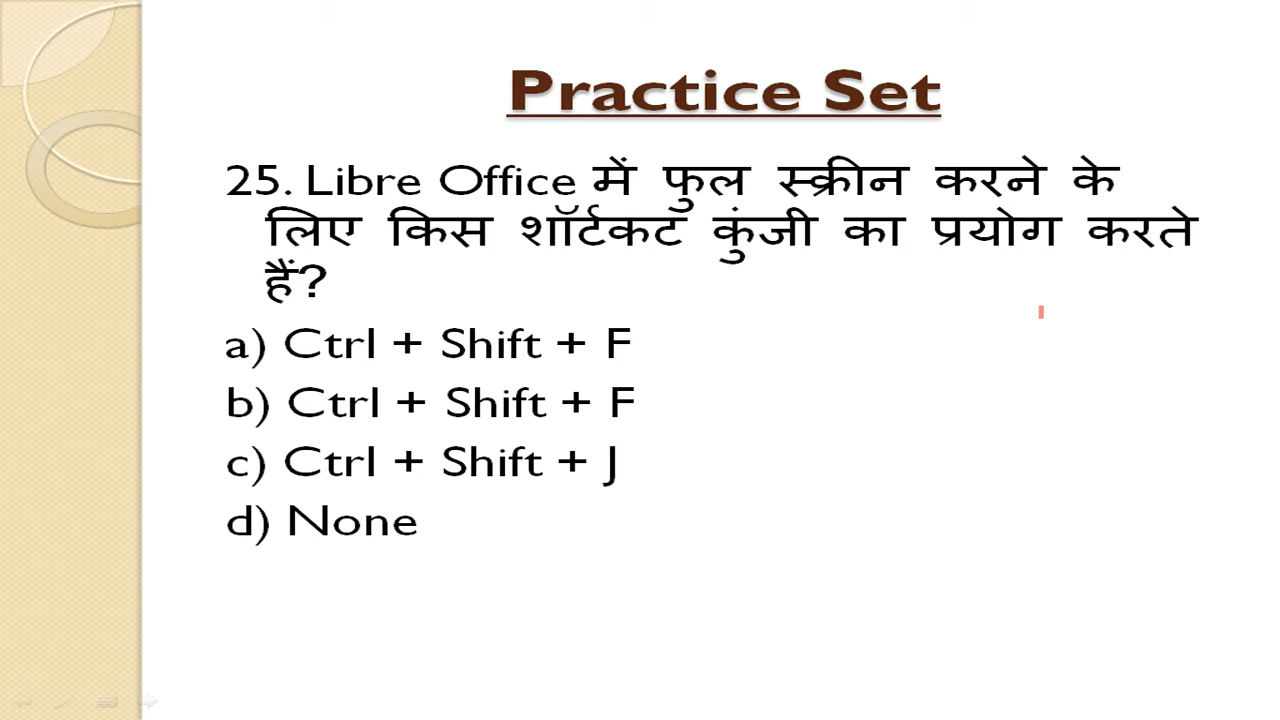 Practice Set
25. Libre Office में फुल स्क्रीन करने के
लिए किस शॉर्टकट कुंजी का प्रयोग करते
हैं?
a) Ctrl + Shift + F
b) Ctrl + Shift + F
c) Ctrl + Shift + J
d) None